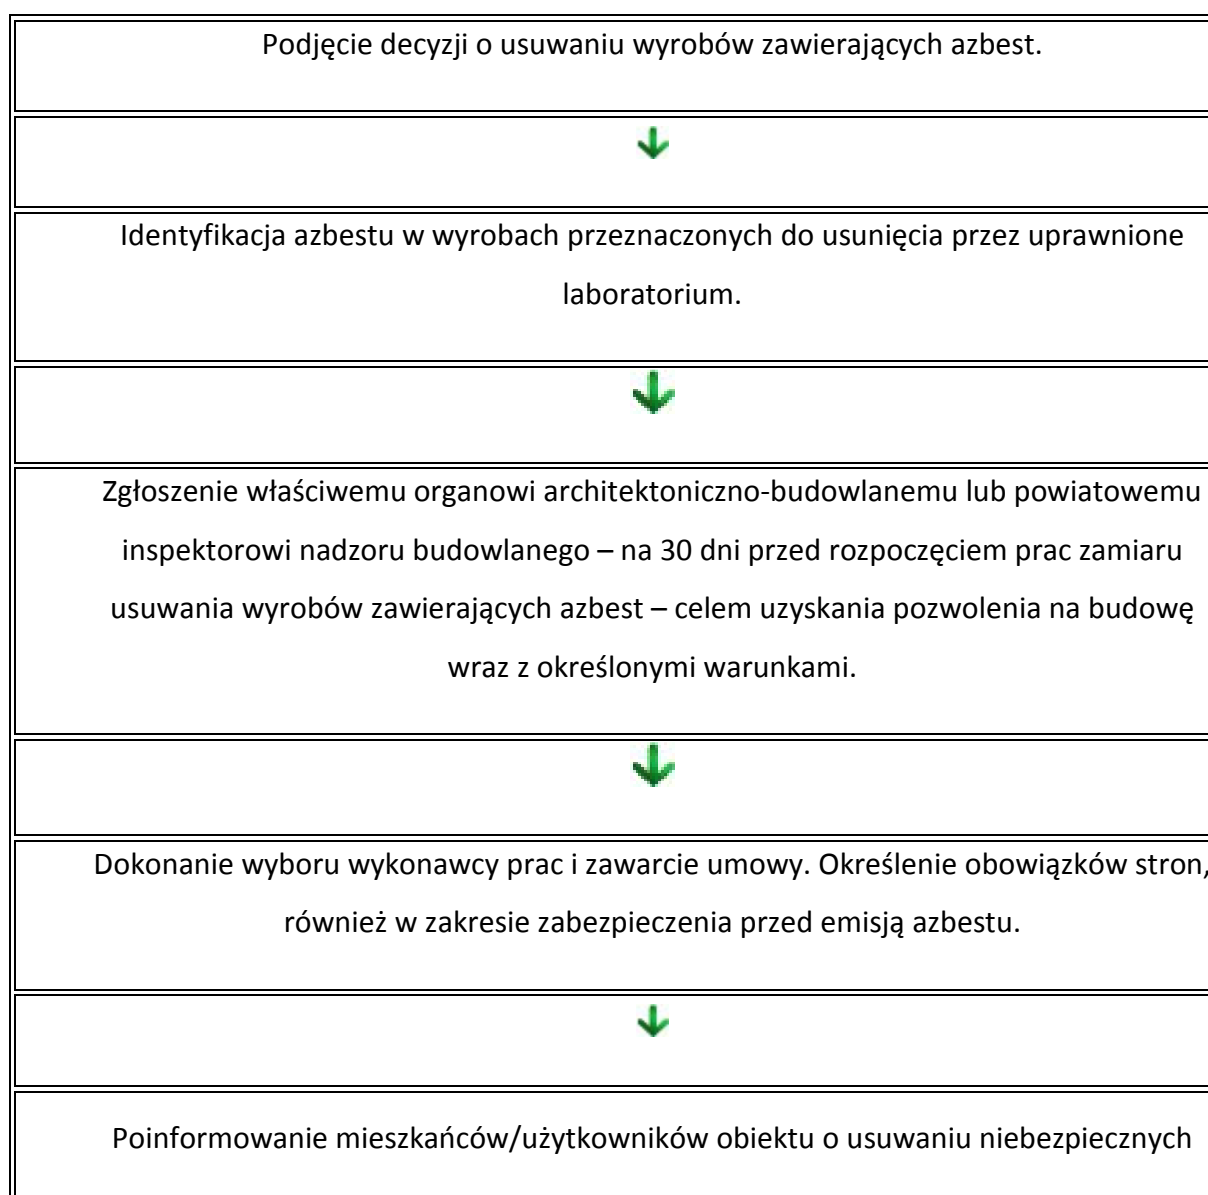 Podjęcie decyzji o usuwaniu wyrobów zawierających azbest.
Identyfikacja azbestu w wyrobach przeznaczonych do usunięcia przez uprawnione
laboratorium.
Zgłoszenie właściwemu organowi architektoniczno-budowlanemu lub powiatowemu
inspektorowi nadzoru budowlanego – na 30 dni przed rozpoczęciem prac zamiaru
usuwania wyrobów zawierających azbest – celem uzyskania pozwolenia na budowę
wraz z określonymi warunkami.
Dokonanie wyboru wykonawcy prac i zawarcie umowy. Określenie obowiązków stron,
również w zakresie zabezpieczenia przed emisją azbestu.
Poinformowanie mieszkańców/użytkowników obiektu o usuwaniu niebezpiecznych